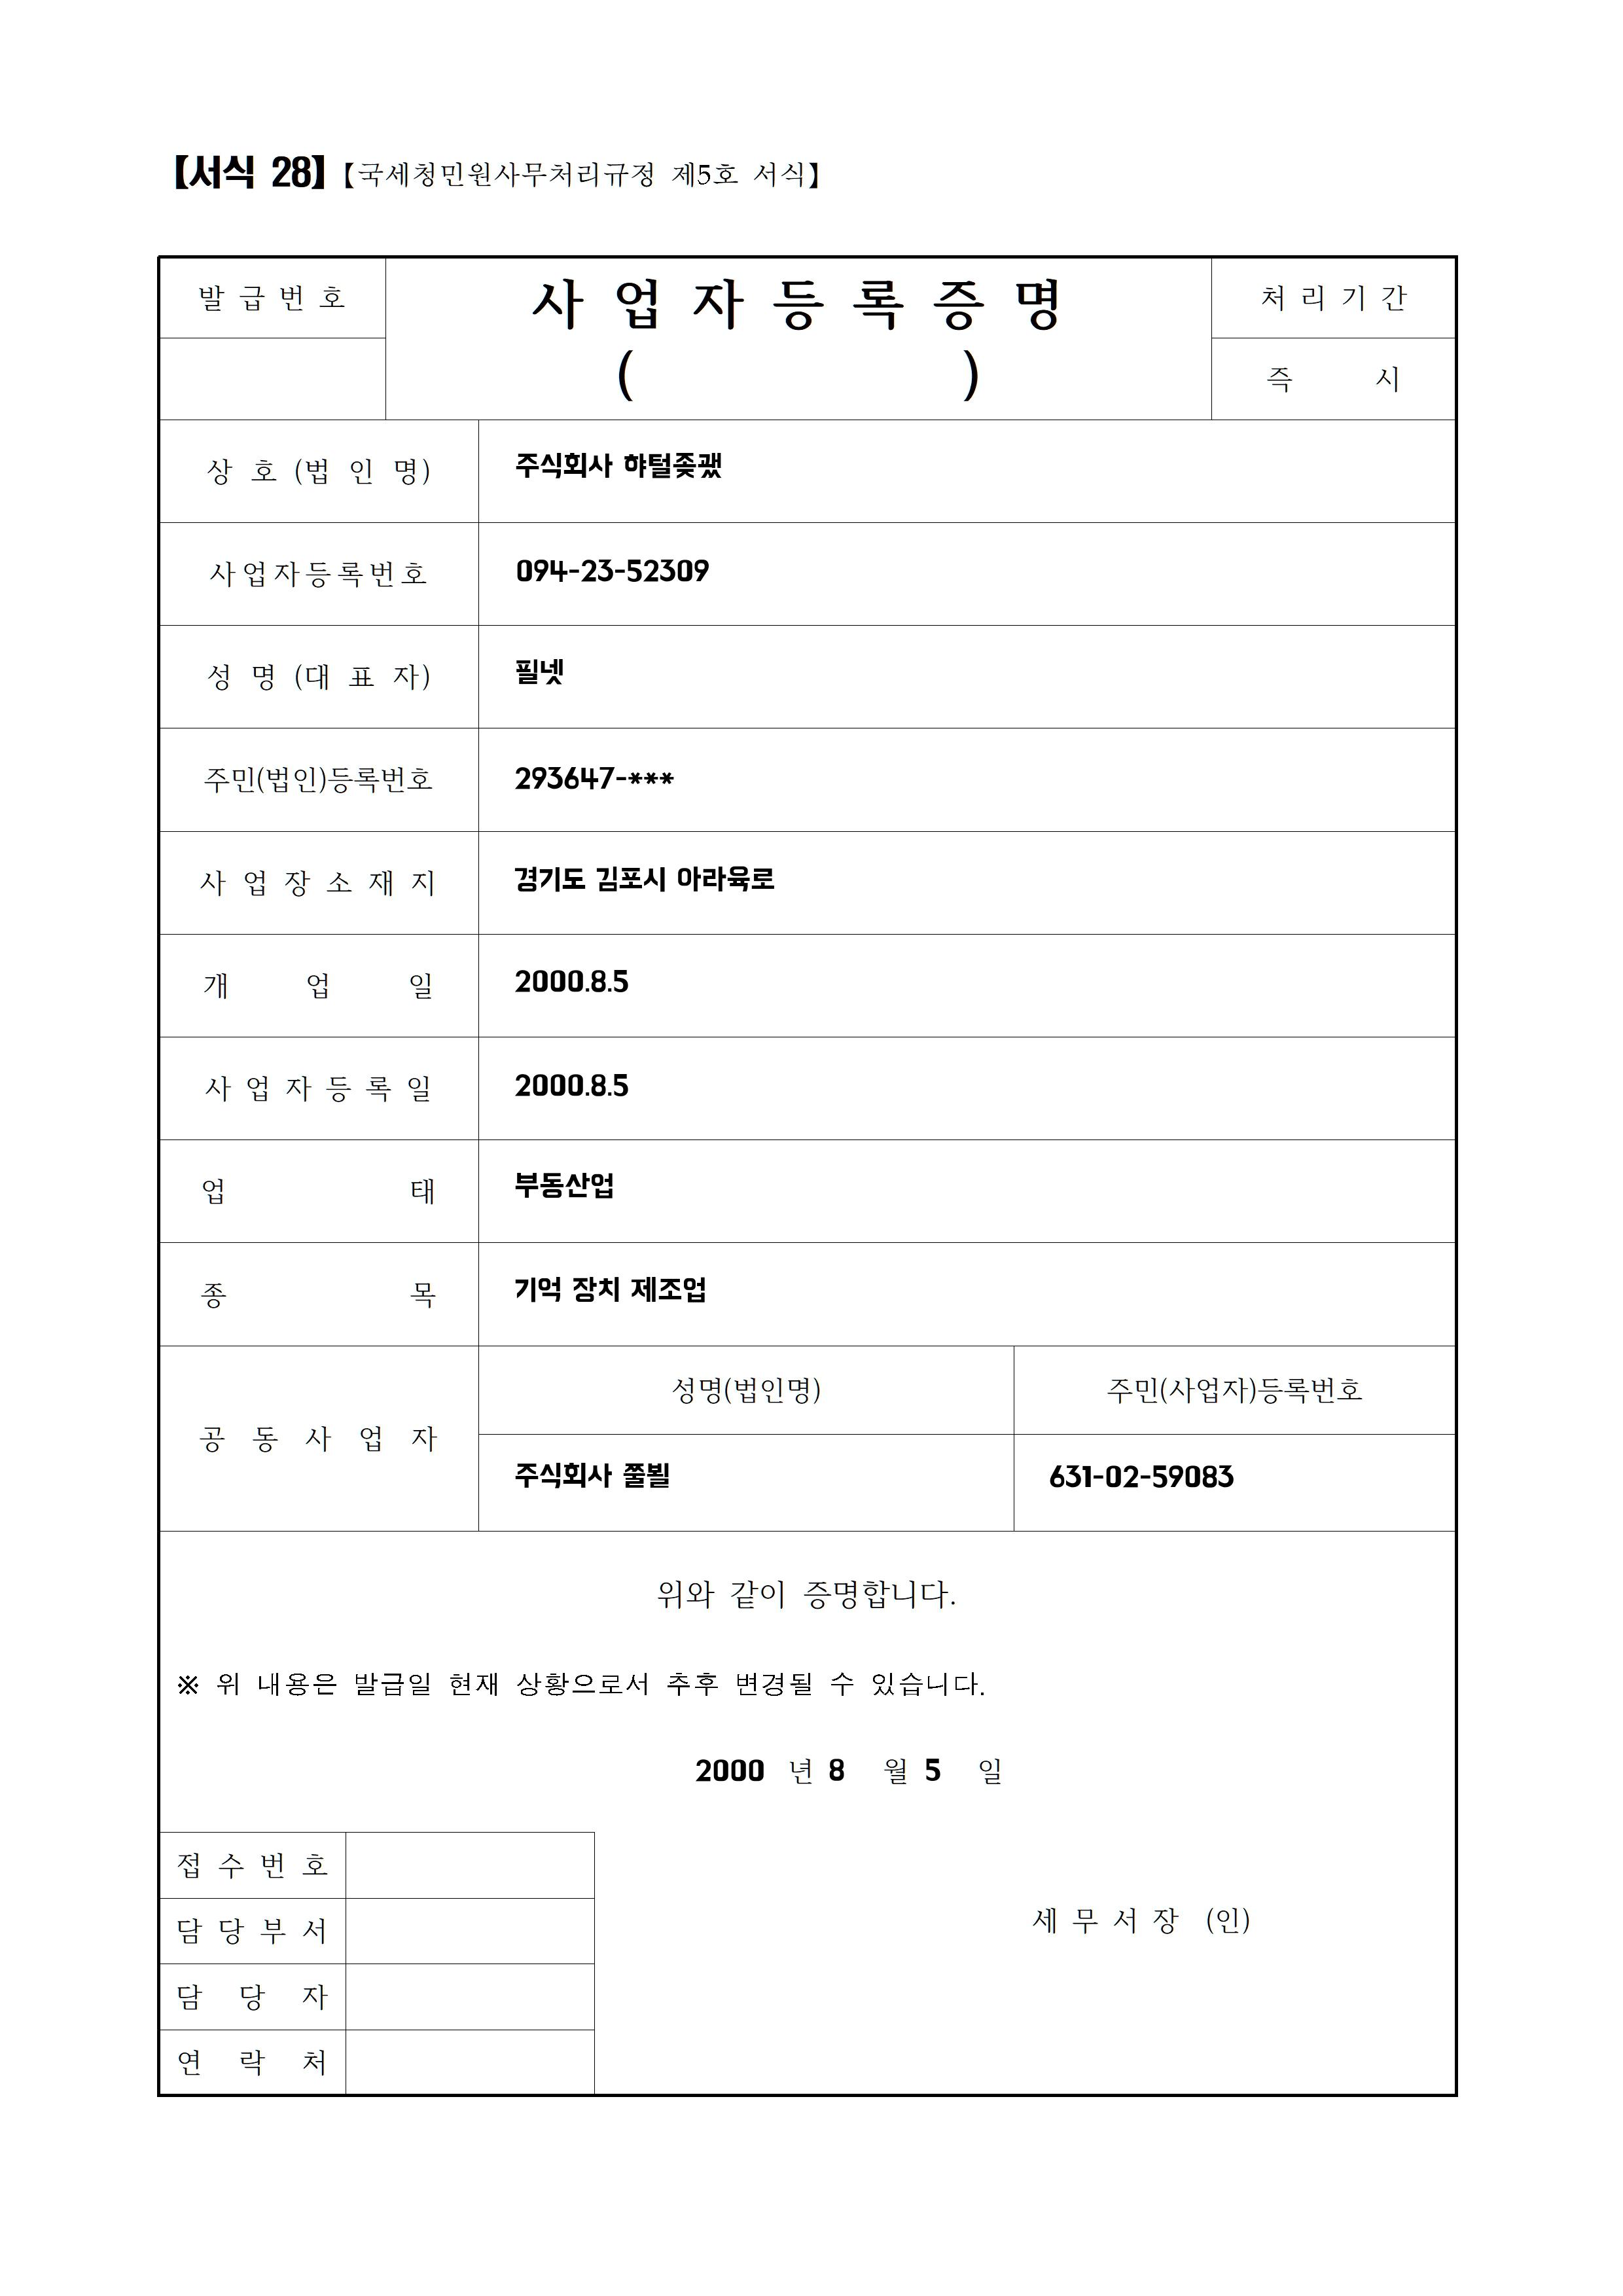 【서식 28】【국세청민원사무처리규정 제5호 서식】
발급번호
사업자등록증명
( )
처리기간
즉 시
상호(법인명) 주식회사 햐털좆괬
사업자등록번호 094-23-52309
성명(대표자) 필넷
주민(법인)등록번호 293647-***
사업장소재지 경기도 김포시 아라육로
개업일 2000.8.5
사업자등록일 2000.8.5
업태 부동산업
종목 기억 장치 제조업
공동사업자
성명(법인명) 주민(사업자)등록번호
주식회사 쭐뵐 631-02-59083
위와 같이 증명합니다.
※ 위 내용은 발급일 현재 상황으로서 추후 변경될 수 있습니다.
2000 년 8 월 5 일
접수번호
담당부서
담당자
연락처
세무서장 (인)